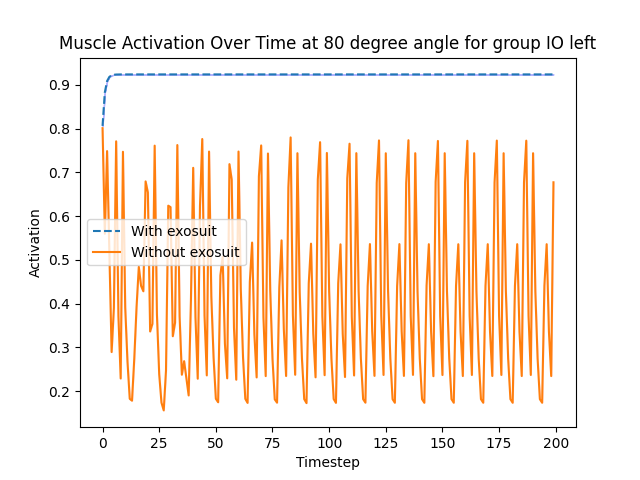 Muscle Activation Over Time at 80 degree angle for group IO left
0.9
0.8
0.7
0.6
0.5
0.4
0.3
0.2
Activation
With exosuit
Without exosuit
0 25 50 75 100 125 150 175 200
Timestep